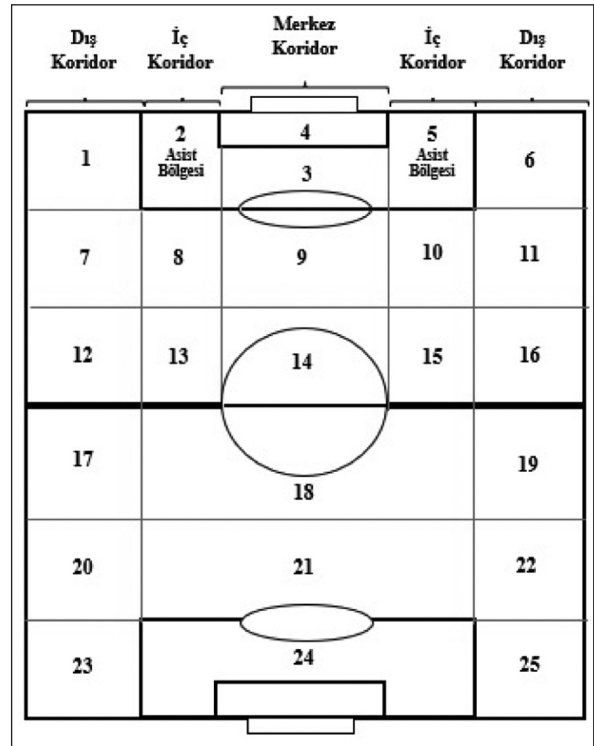 Dış Koridor
İç Koridor
Merkez Koridor
İç Koridor
Dış Koridor
1
2
Asist
Bölgesi
4
3
5
Asist
Bölgesi
6
7
8
9
10
11
12
13
14
15
16
17
18
19
20
21
22
23
24
25